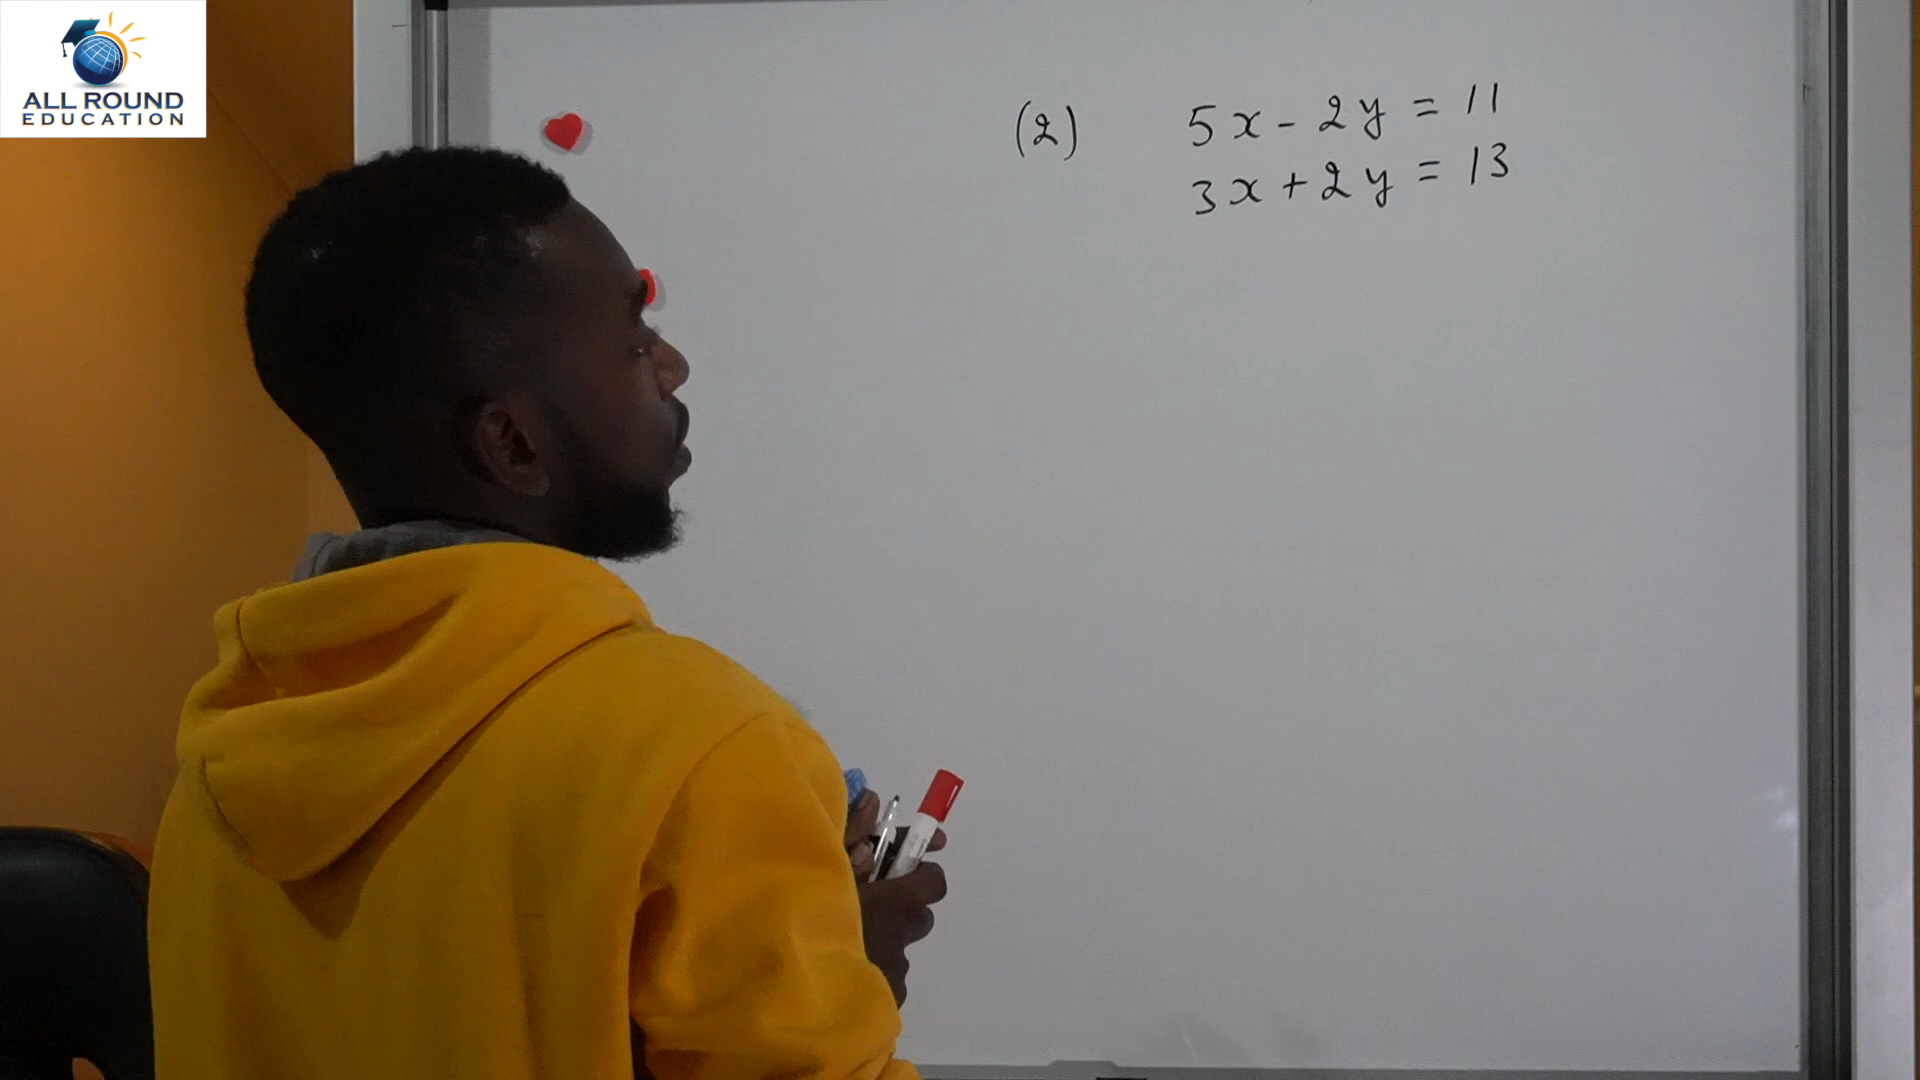 ALL ROUND
EDUCATION
(2) 5x - 2y = 11
3x + 2y = 13